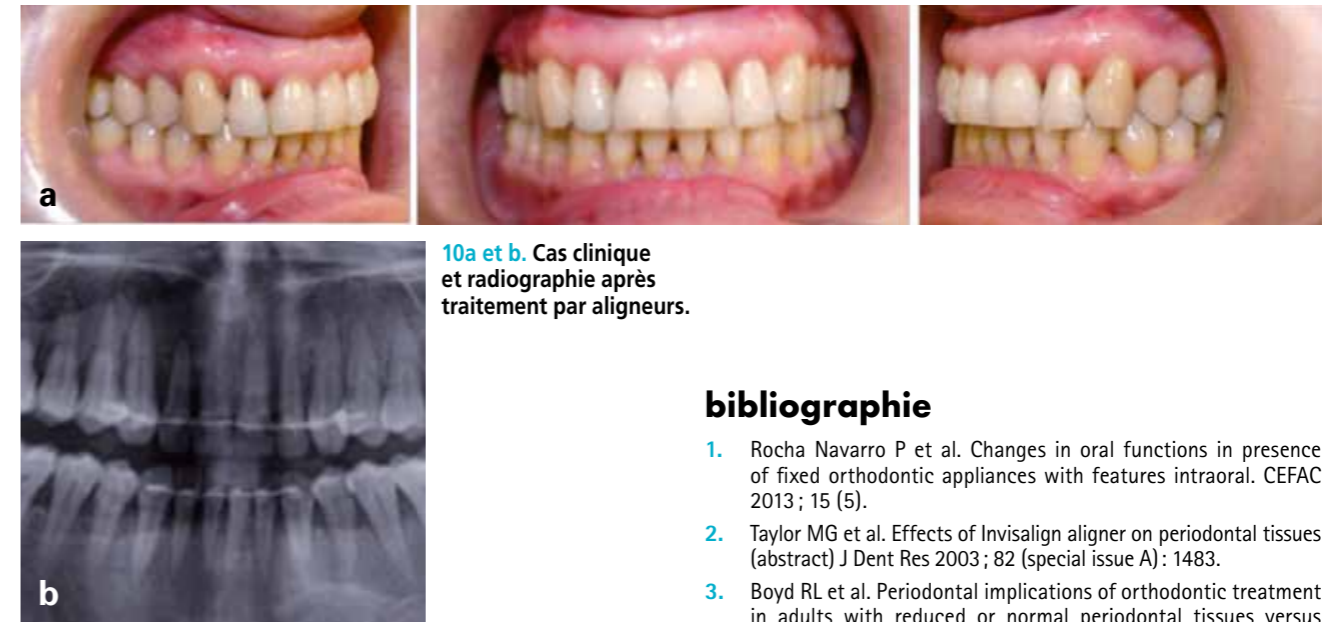 a
10a et b. Cas clinique
et radiographie après
traitement par aligneurs.
b
bibliographie
1. Rocha Navarro P et al. Changes in oral functions in presence
of fixed orthodontic appliances with features intraoral. CEFAC
2013 ; 15 (5).
2. Taylor MG et al. Effects of Invisalign aligner on periodontal tissues
(abstract) J Dent Res 2003 ; 82 (special issue A) : 1483.
3. Boyd RL et al. Periodontal implications of orthodontic treatment
in adults with reduced or normal periodontal tissues versus